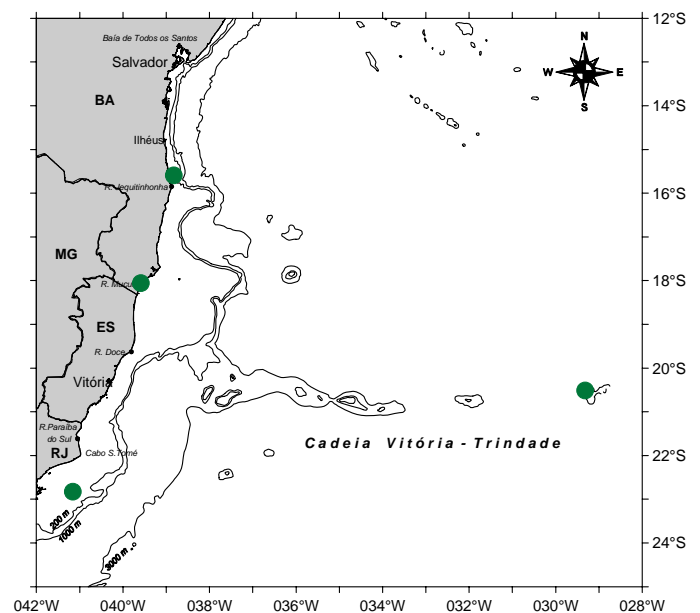 12°S
Baía de Todos os Santos
N
Salvador
W
E
S
BA
14°S
Ilhéus
R. Jequitinhonha
16°S
MG
R. Mucu
18°S
ES
R. Doce
20°S
Vitória
R.Paraíba
do Sul
Cadeia Vitória - Trindade
RJ
Cabo S.Tomé
22°S
200 m
1000 m
3000 m
24°S
042°W
040°W
038°W
036°W
034°W
032°W
030°W
028°W